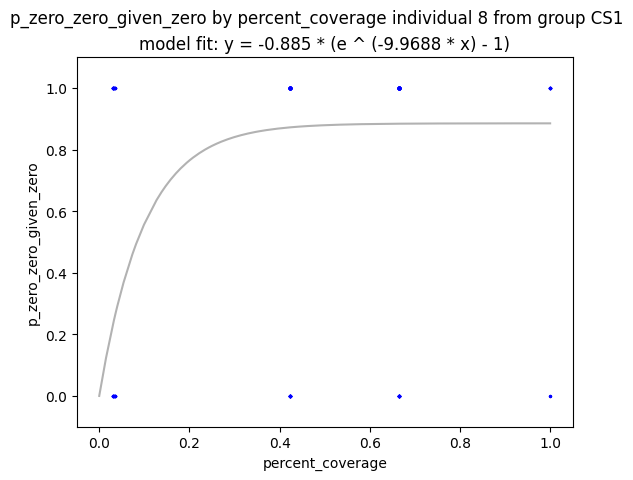 p_zero_zero_given_zero by percent_coverage individual 8 from group CS1
model fit: y = -0.885 * (e ^ (-9.9688 * x) - 1)
1.0
0.8
0.6
0.4
0.2
0.0
p_zero_zero_given_zero
0.0 0.2 0.4 0.6 0.8 1.0
percent_coverage